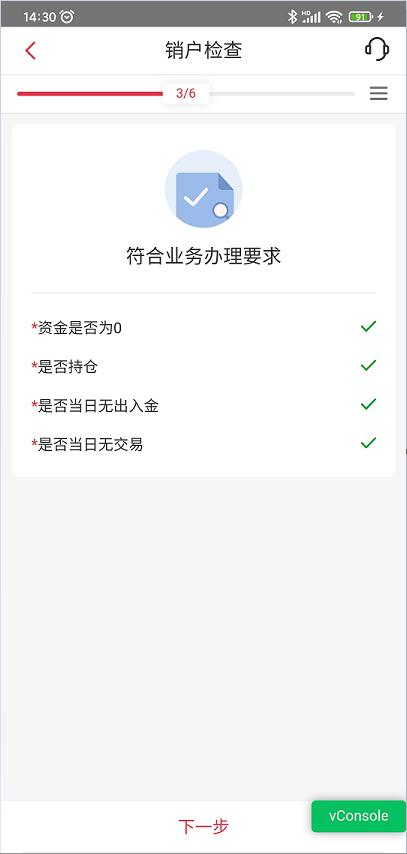 14:30
HD
91
销户检查
3/6
符合业务办理要求
*资金是否为0
*是否持仓
*是否当日无出入金
*是否当日无交易
下一步
vConsole